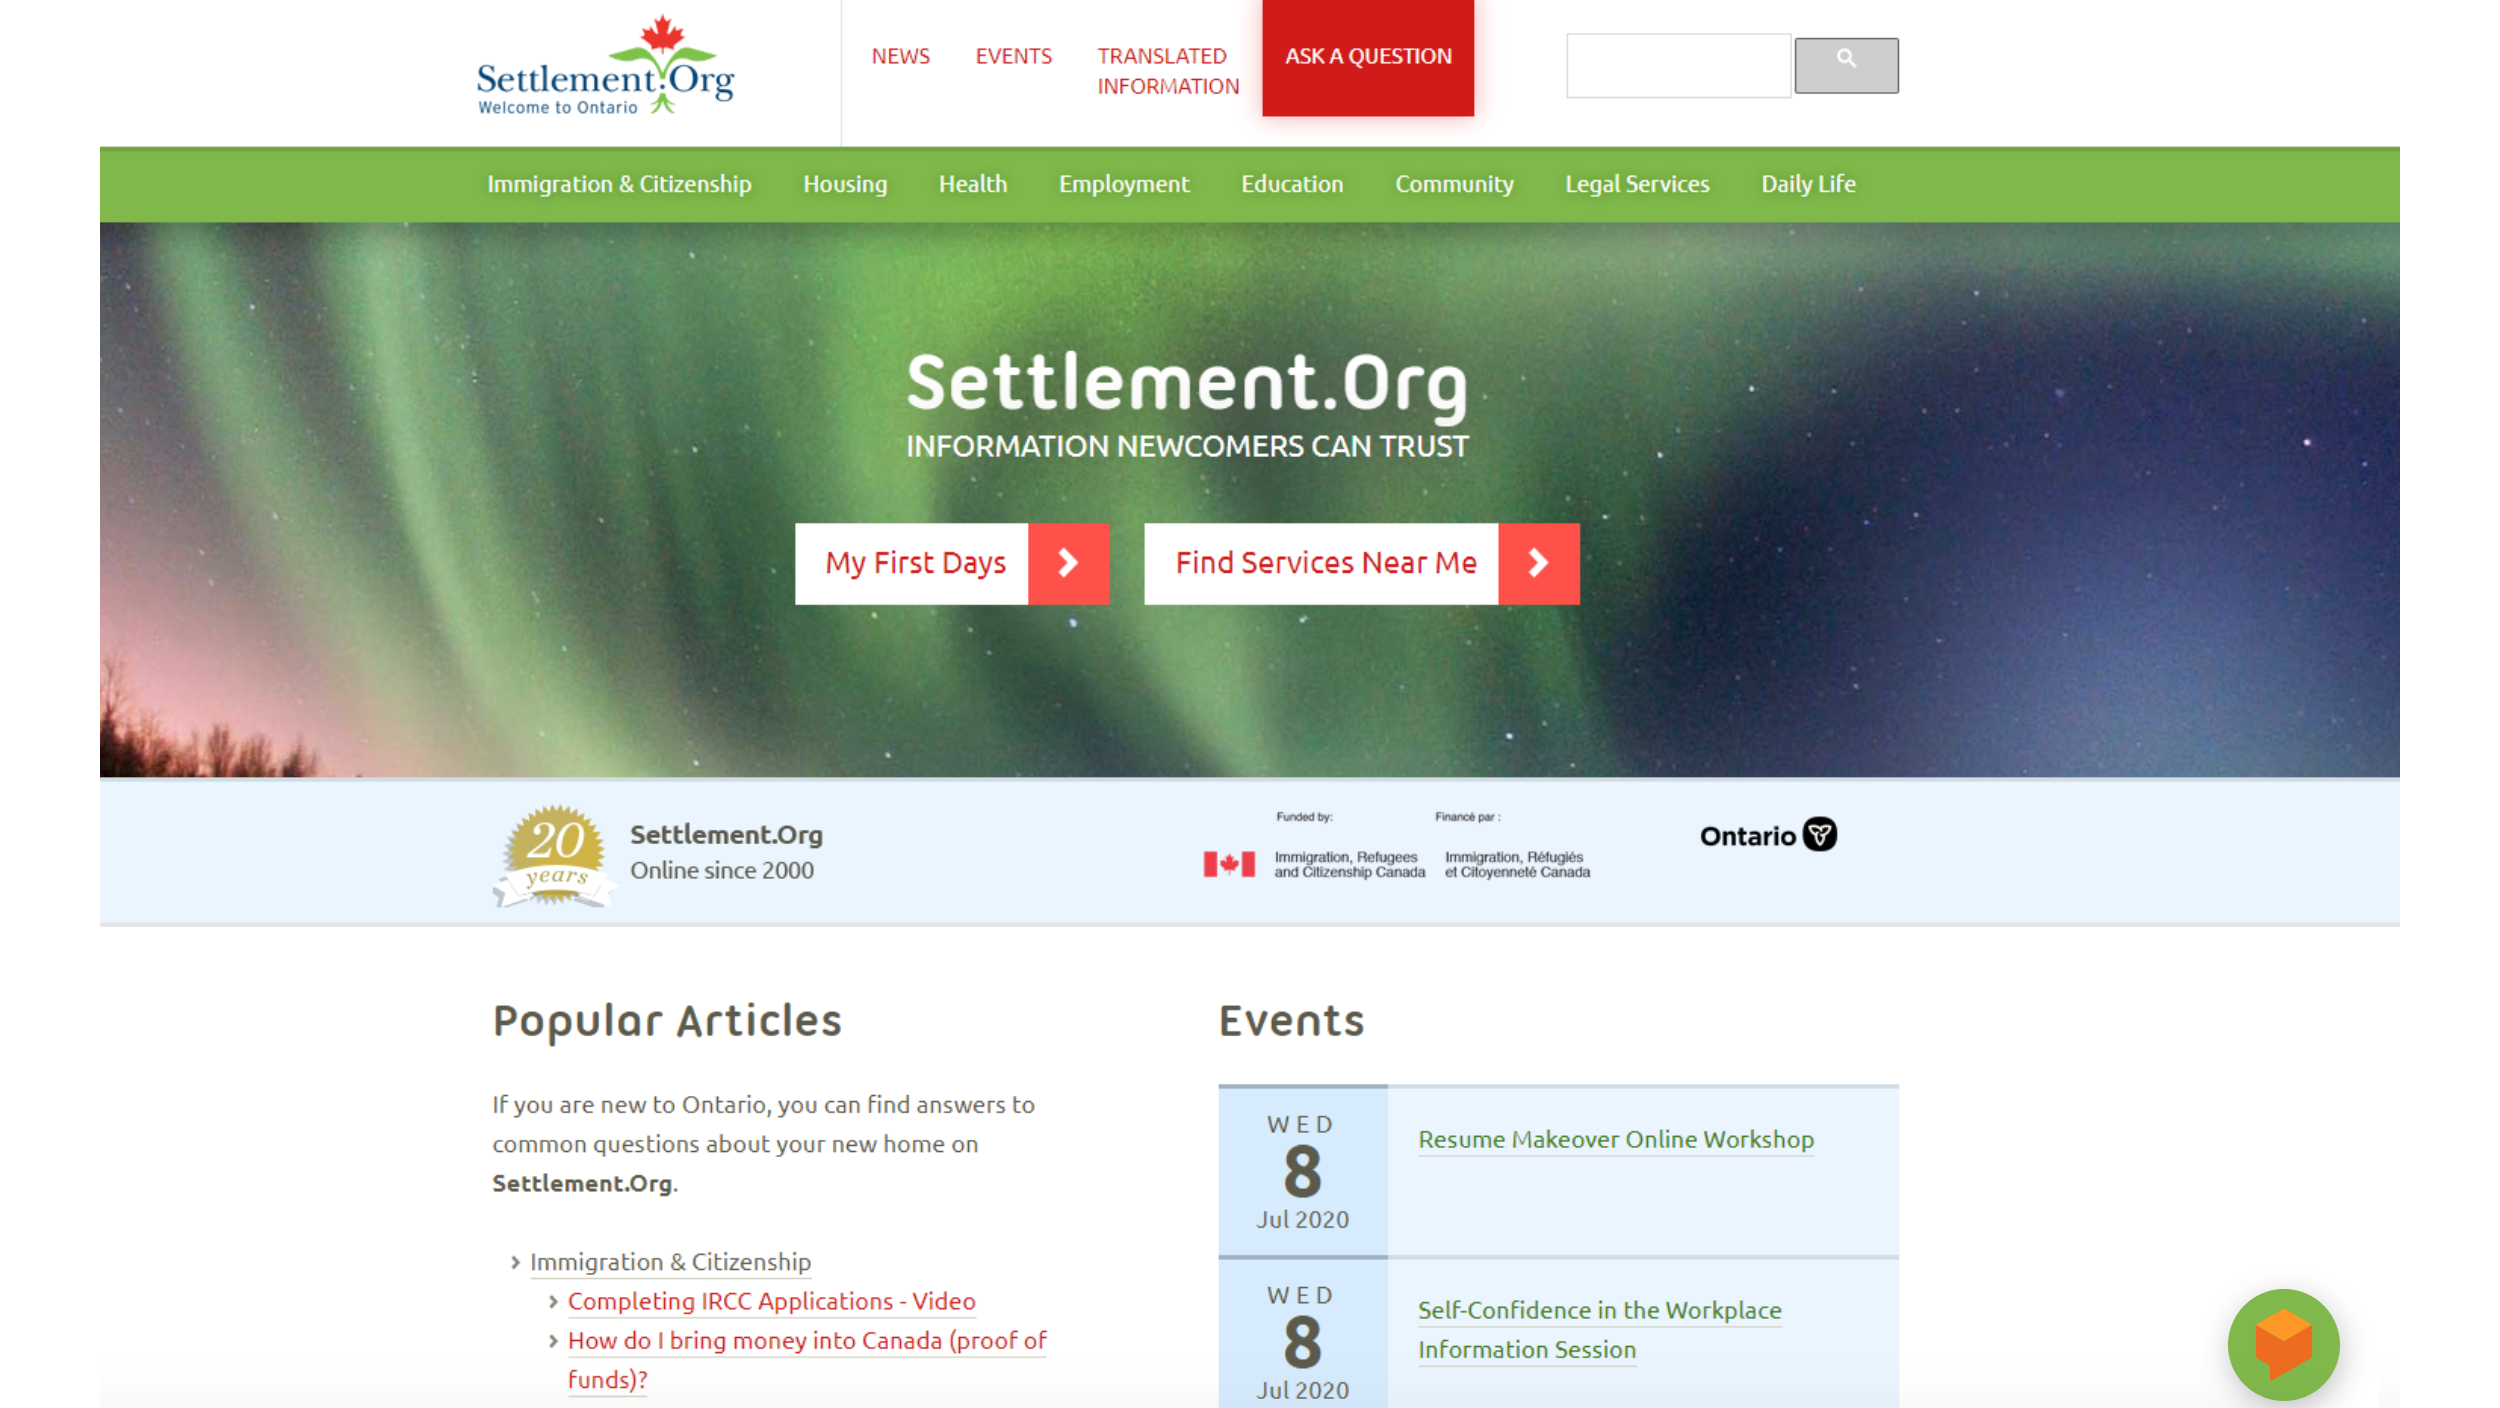 Settlement.Org
Welcome to Ontario
NEWS
EVENTS
TRANSLATED
INFORMATION
ASK A QUESTION
Immigration & Citizenship
Housing
Health
Employment
Education
Community
Legal Services
Daily Life
Settlement.Org
INFORMATION NEWCOMERS CAN TRUST
My First Days
Find Services Near Me
20
years
Settlement.Org
Online since 2000
Funded by:
Immigration, Refugees
and Citizenship Canada
Financé par :
Immigration, Réfugiés
et Citoyenneté Canada
Ontario
Popular Articles
If you are new to Ontario, you can find answers to
common questions about your new home on
Settlement.Org.
Immigration & Citizenship
Completing IRCC Applications - Video
How do I bring money into Canada (proof of
funds)?
Events
WED
8
Jul 2020
Resume Makeover Online Workshop
WED
8
Jul 2020
Self-Confidence in the Workplace
Information Session